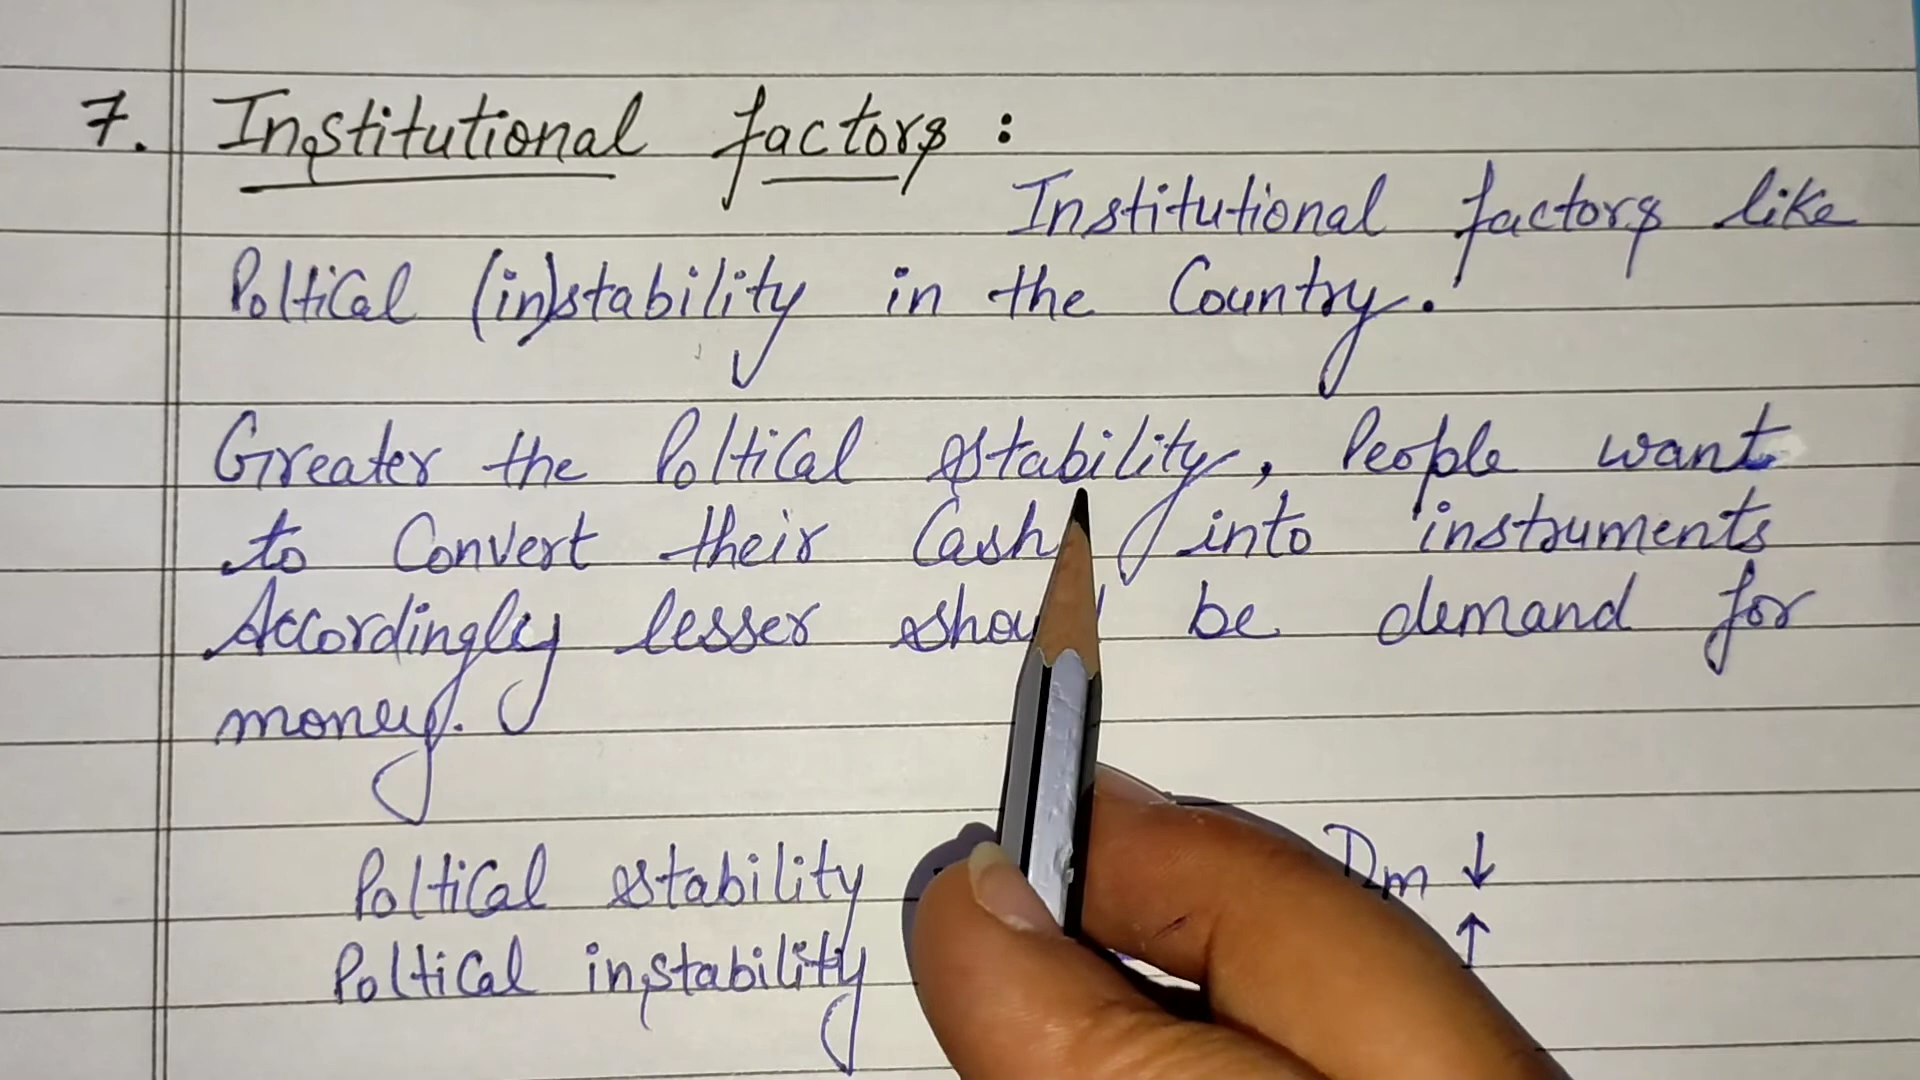 7. Institutional factors :
Institutional factors like
Poltical (in)stability in the Country.
Greater the Poltical stability, People want
to Convert their Cash into instruments
Accordingly lesser be demand for
money.
Poltical stability Dm ↓
Poltical instability ↑